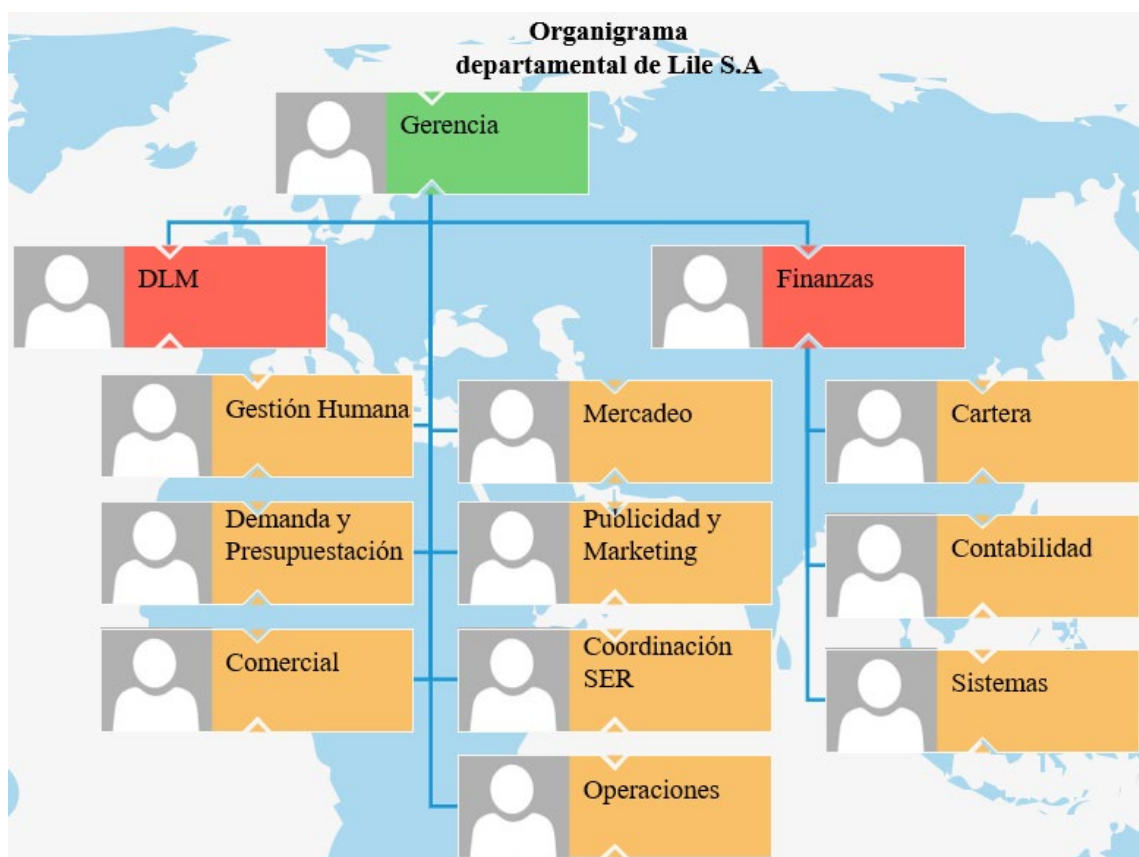 Organigrama
departamental de Lile S.A
Gerencia
DLM
Finanzas
Gestión Humana
Mercadeo
Cartera
Demanda y
Presupuestación
Publicidad y
Marketing
Contabilidad
Comercial
Coordinación
SER
Sistemas
Operaciones